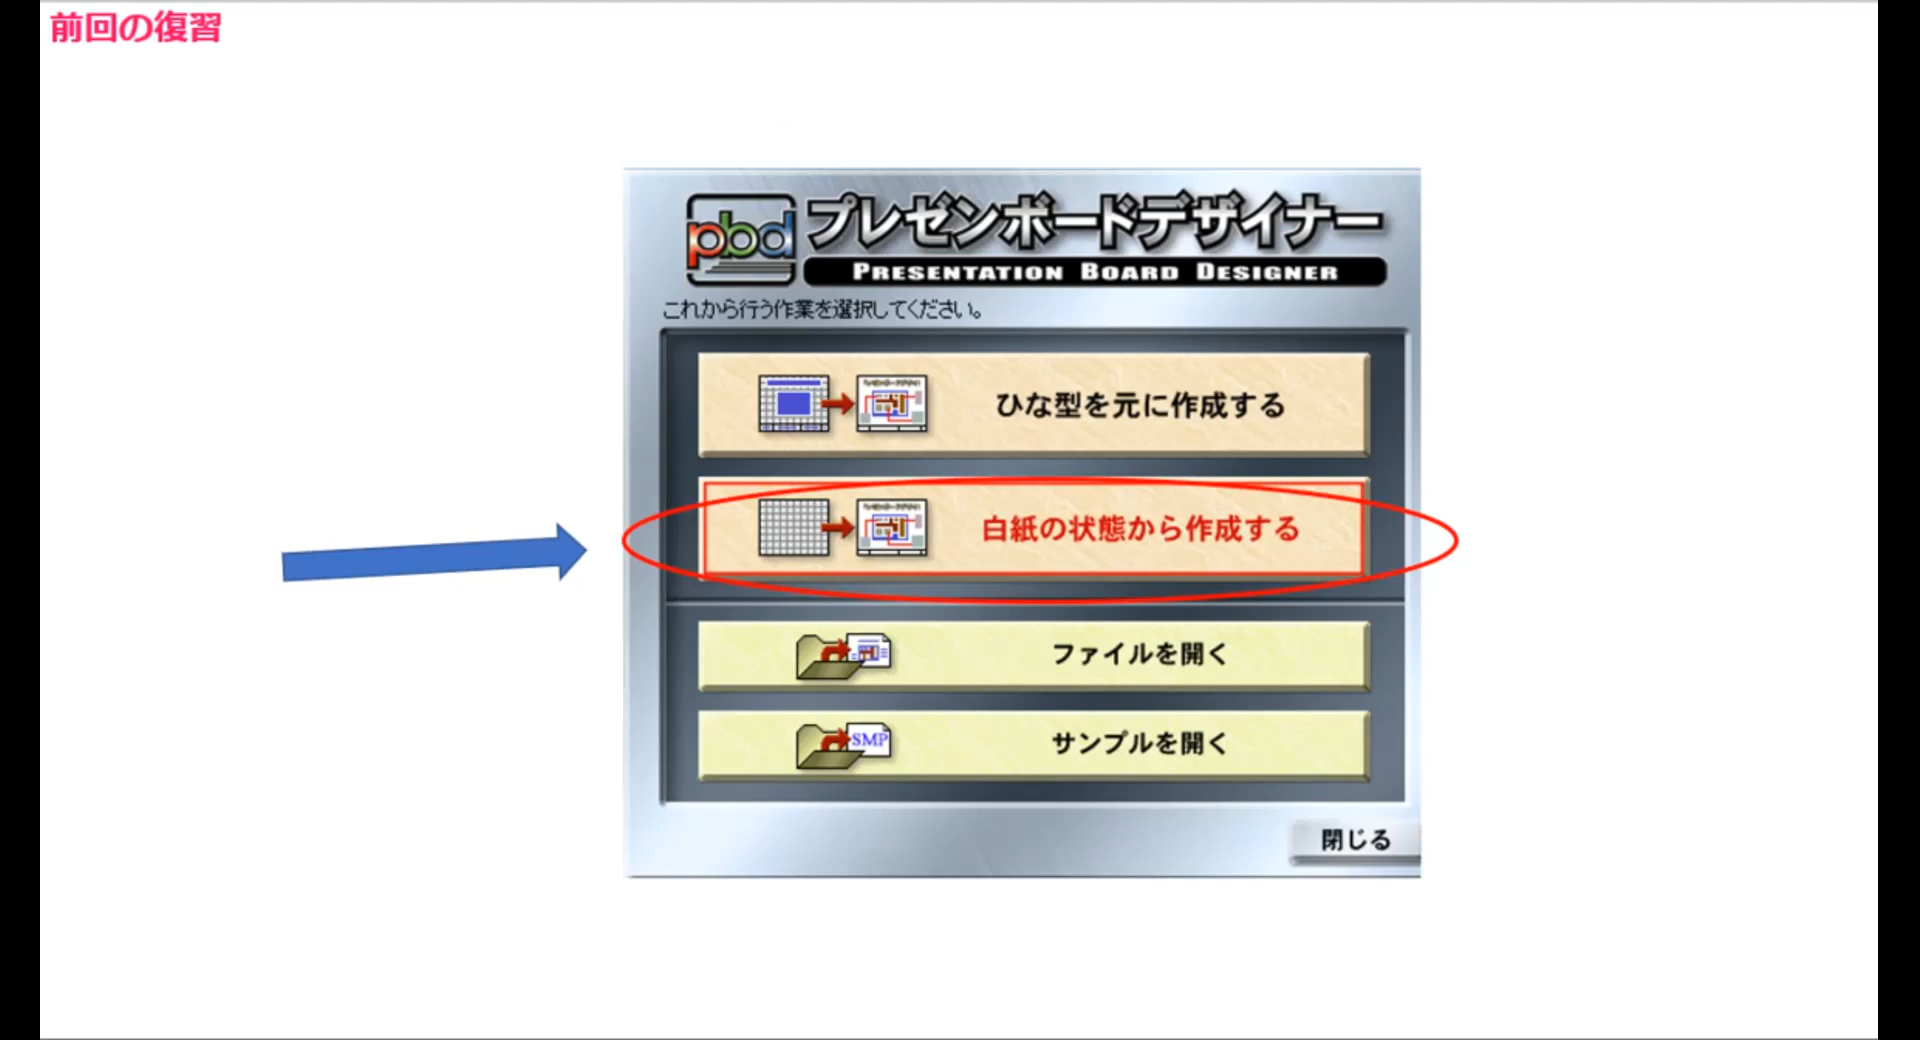 前回の復習
pbd プレゼンボードデザイナー
PRESENTATION BOARD DESIGNER
これから行う作業を選択してください。
ひな型を元に作成する
白紙の状態から作成する
ファイルを開く
SMP サンプルを開く
閉じる